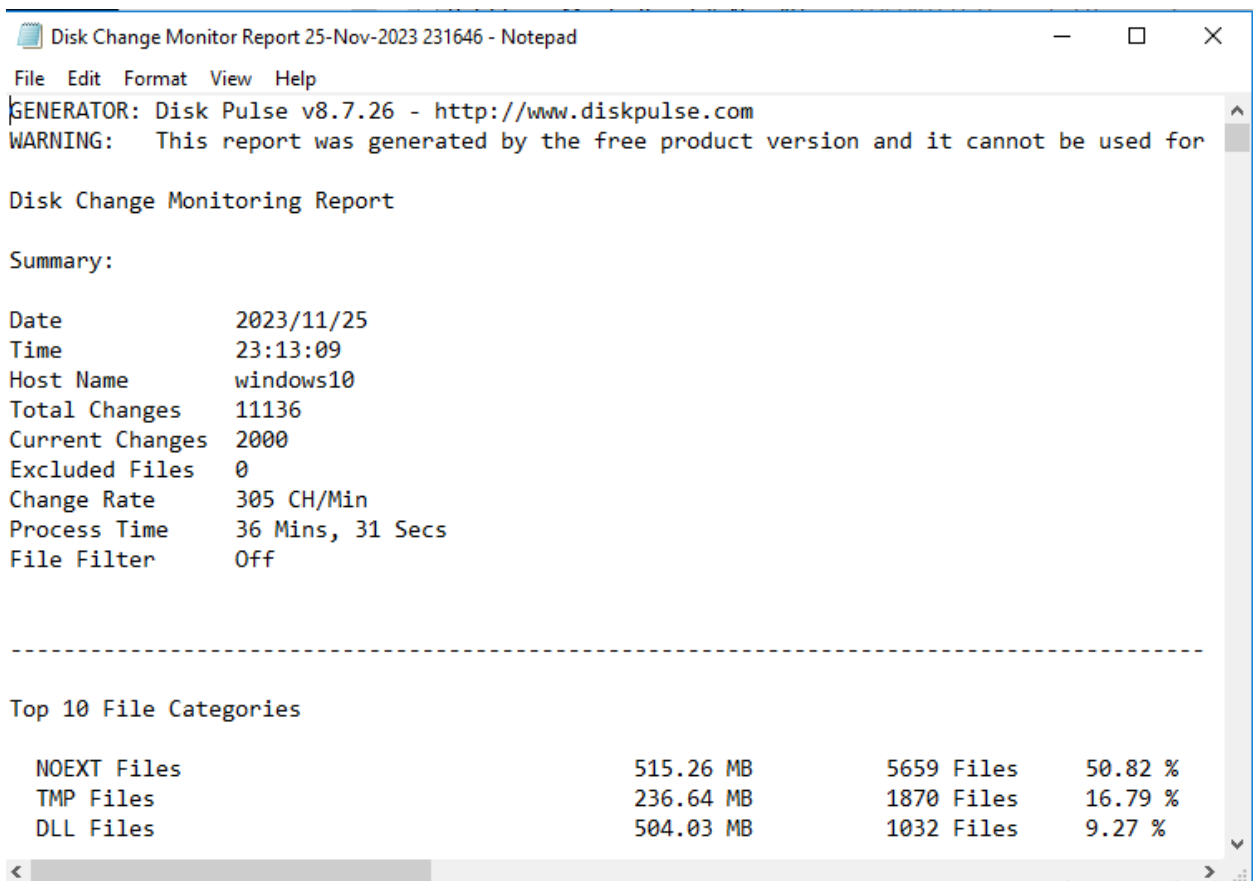 Disk Change Monitor Report 25-Nov-2023 231646 - Notepad
File Edit Format View Help
GENERATOR: Disk Pulse v8.7.26 - http://www.diskpulse.com
WARNING: This report was generated by the free product version and it cannot be used for
Disk Change Monitoring Report
Summary:
Date 2023/11/25
Time 23:13:09
Host Name windows10
Total Changes 11136
Current Changes 2000
Excluded Files 0
Change Rate 305 CH/Min
Process Time 36 Mins, 31 Secs
File Filter Off
-------------------------------------------------------------------------------------------
Top 10 File Categories
NOEXT Files 515.26 MB 5659 Files 50.82 %
TMP Files 236.64 MB 1870 Files 16.79 %
DLL Files 504.03 MB 1032 Files 9.27 %